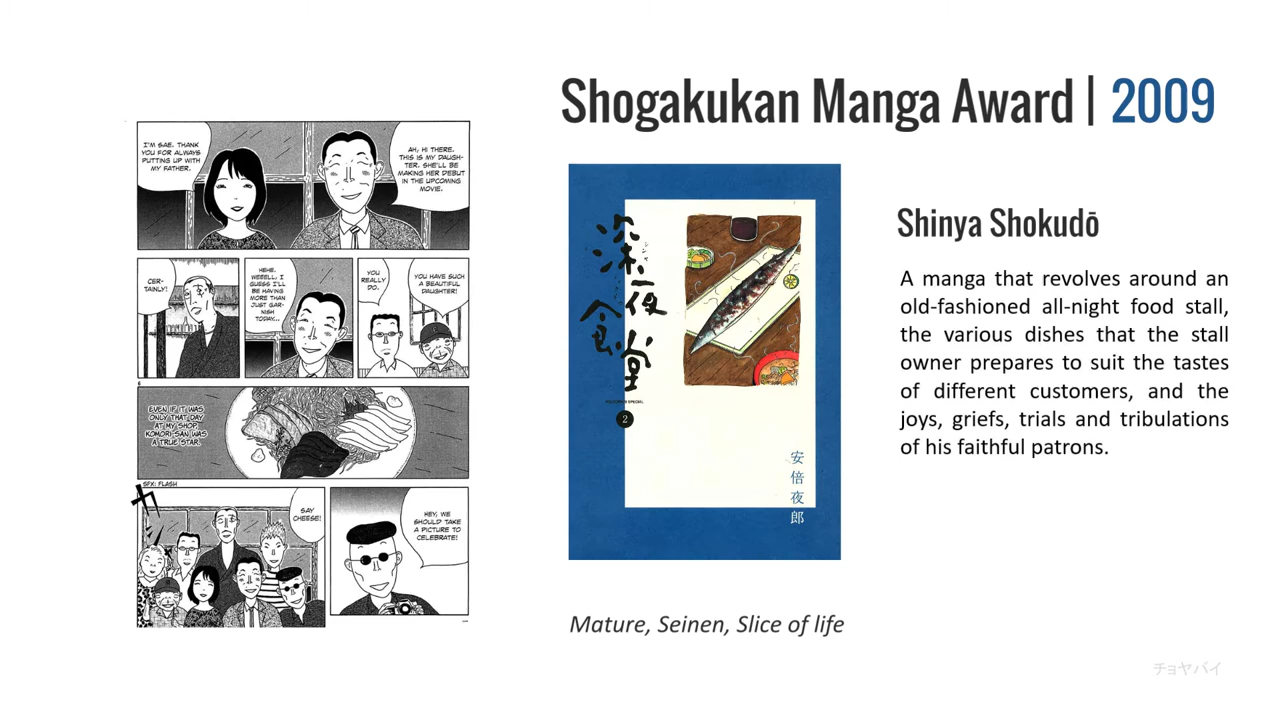 Shogakukan Manga Award | 2009
I'M SAE. THANK
YOU FOR ALWAYS
PUTTING UP WITH
MY FATHER.
AH, HI THERE.
THIS IS MY DAUGH-
TER. SHE'LL BE
MAKING HER DEBUT
IN THE UPCOMING
MOVIE.
CER-
TAINLY!
HEHE.
WEEELL, I
GUESS I'LL
BE HAVING
MORE THAN
JUST GAR-
NISH
TODAY...
YOU
REALLY
DO.
YOU HAVE SUCH
A BEAUTIFUL
DAUGHTER!
6
EVEN IF IT WAS
ONLY THAT DAY
AT MY SHOP,
KOMORI-SAN WAS
A TRUE STAR.
SFX: FLASH
カ
SAY
CHEESE!
HEY, WE
SHOULD TAKE
A PICTURE TO
CELEBRATE!
深夜
食堂
2
安倍夜郎
Shinya Shokudō
A manga that revolves around an
old-fashioned all-night food stall,
the various dishes that the stall
owner prepares to suit the tastes
of different customers, and the
joys, griefs, trials and tribulations
of his faithful patrons.
Mature, Seinen, Slice of life
チョヤバイ